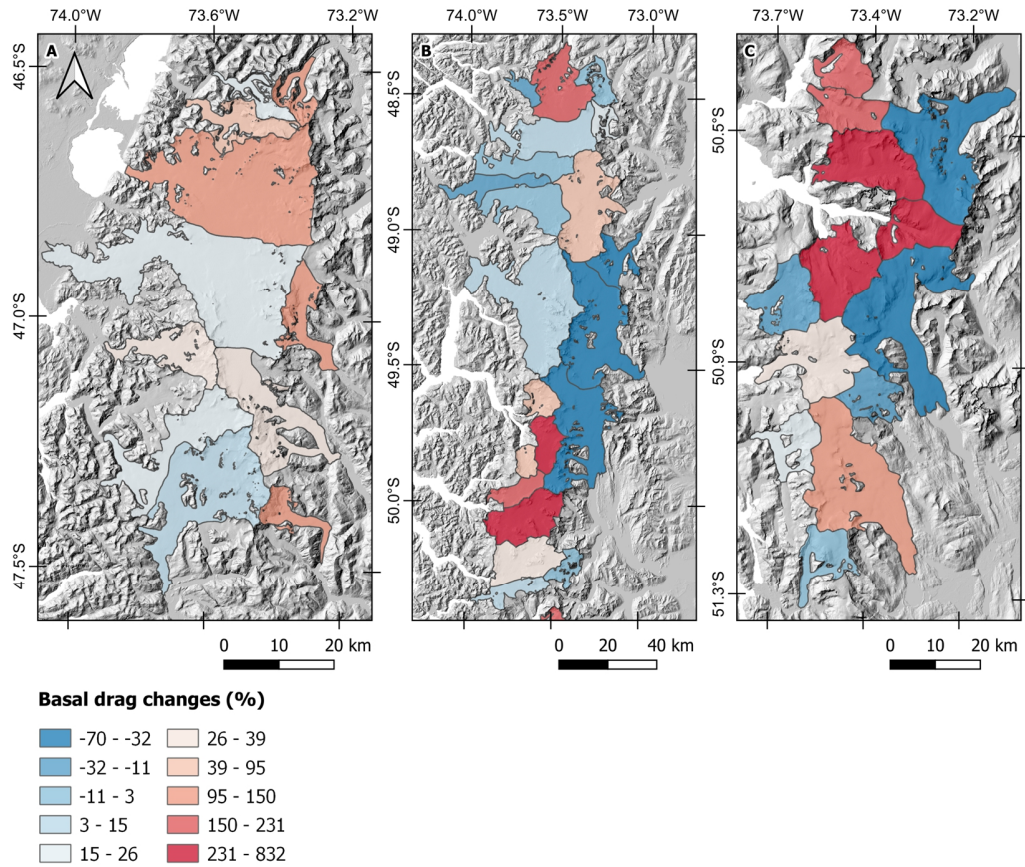 74.0°W 73.6°W 73.2°W 74.0°W 73.5°W 73.0°W 73.7°W 73.4°W 73.2°W
A B C
46.5°S
47.0°S
47.5°S
48.5°S
49.0°S
49.5°S
50.0°S
50.5°S
50.9°S
51.3°S
0 10 20 km 0 20 40 km 0 10 20 km
Basal drag changes (%)
-70 - -32 26 - 39
-32 - -11 39 - 95
-11 - 3 95 - 150
3 - 15 150 - 231
15 - 26 231 - 832